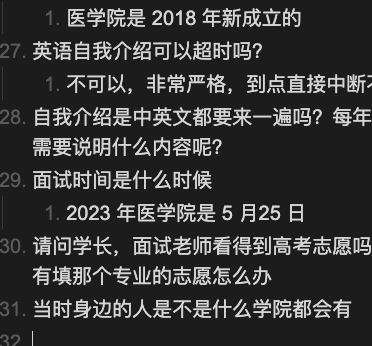 1. 医学院是 2018 年新成立的
27. 英语自我介绍可以超时吗?
1. 不可以，非常严格，到点直接中断
28. 自我介绍是中英文都要来一遍吗？每年
需要说明什么内容呢?
29. 面试时间是什么时候
1. 2023 年医学院是 5 月25 日
30. 请问学长，面试老师看得到高考志愿吗
有填那个专业的志愿怎么办
31. 当时身边的人是不是什么学院都会有
32.